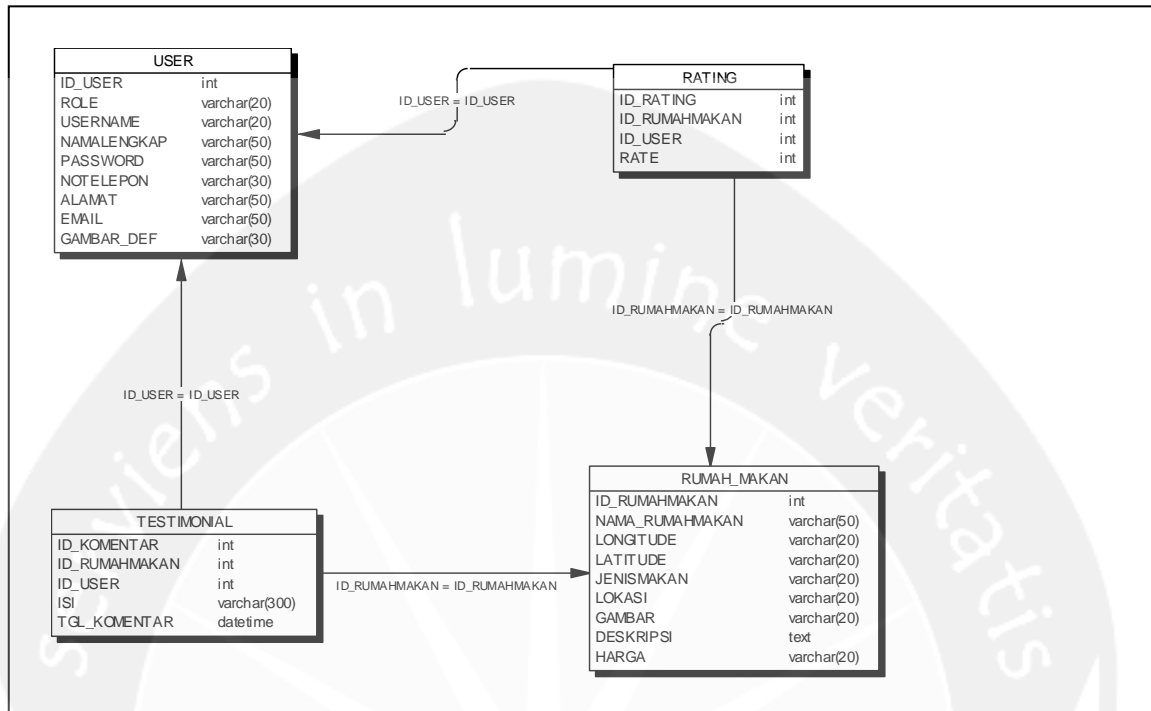 USER
ID_USER int
ROLE varchar(20)
USERNAME varchar(20)
NAMALENGKAP varchar(50)
PASSWORD varchar(50)
NOTELEPON varchar(30)
ALAMAT varchar(50)
EMAIL varchar(50)
GAMBAR_DEF varchar(30)
ID_USER = ID_USER
RATING
ID_RATING int
ID_RUMAHMAKAN int
ID_USER int
RATE int
ID_RUMAHMAKAN = ID_RUMAHMAKAN
ID_USER = ID_USER
TESTIMONIAL
ID_KOMENTAR int
ID_RUMAHMAKAN int
ID_USER int
ISI varchar(300)
TGL_KOMENTAR datetime
ID_RUMAHMAKAN = ID_RUMAHMAKAN
RUMAH_MAKAN
ID_RUMAHMAKAN int
NAMA_RUMAHMAKAN varchar(50)
LONGITUDE varchar(20)
LATITUDE varchar(20)
JENISMAKAN varchar(20)
LOKASI varchar(20)
GAMBAR varchar(20)
DESKRIPSI text
HARGA varchar(20)
in lumine veritatis